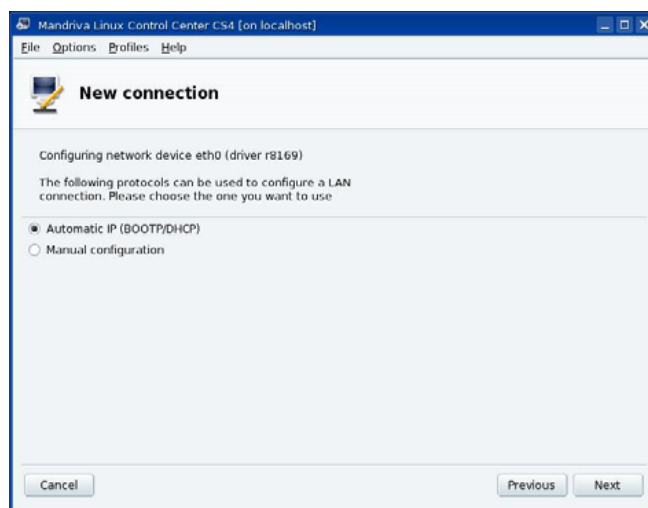 Mandriva Linux Control Center CS4 [on localhost]
File Options Profiles Help
New connection
Configuring network device eth0 (driver r8169)
The following protocols can be used to configure a LAN
connection. Please choose the one you want to use
Automatic IP (BOOTP/DHCP)
Manual configuration
Cancel Previous Next